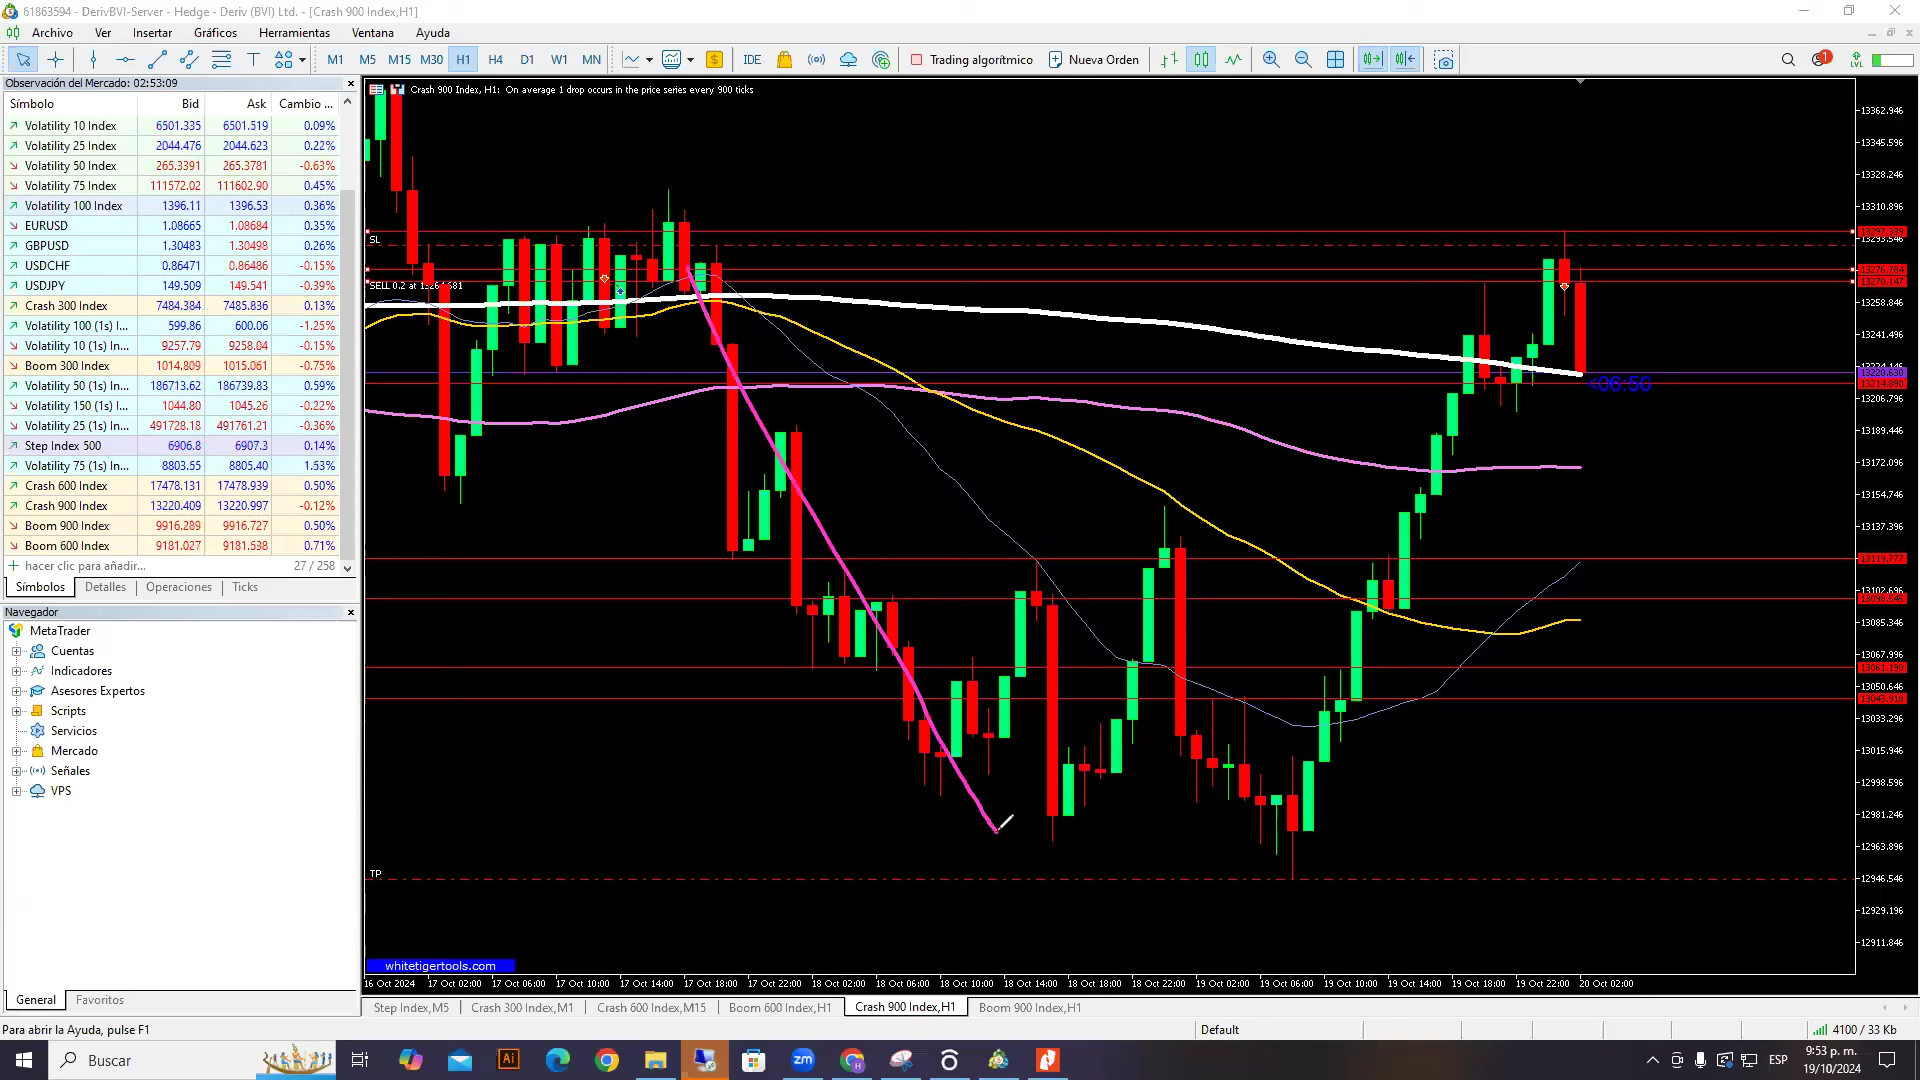 61863594 - DerivBVI-Server - Hedge - Deriv (BVI) Ltd. - [Crash 900 Index,H1]
Archivo Ver Insertar Gráficos Herramientas Ventana Ayuda
M1 M5 M15 M30 H1 H4 D1 W1 MN IDE Trading algorítmico Nueva Orden 1 LVL
Observación del Mercado: 02:53:09
Símbolo Bid Ask Cambio ...
Volatility 10 Index 6501.335 6501.519 0.09%
Volatility 25 Index 2044.476 2044.623 0.22%
Volatility 50 Index 265.3391 265.3781 -0.63%
Volatility 75 Index 111572.02 111602.90 0.45%
Volatility 100 Index 1396.11 1396.53 0.36%
EURUSD 1.08665 1.08684 0.35%
GBPUSD 1.30483 1.30498 0.26%
USDCHF 0.86471 0.86486 -0.15%
USDJPY 149.509 149.541 -0.39%
Crash 300 Index 7484.384 7485.836 0.13%
Volatility 100 (1s) I... 599.86 600.06 -1.25%
Volatility 10 (1s) In... 9257.79 9258.04 -0.15%
Boom 300 Index 1014.809 1015.061 -0.75%
Volatility 50 (1s) In... 186713.62 186739.83 0.59%
Volatility 150 (1s) I... 1044.80 1045.26 -0.22%
Volatility 25 (1s) In... 491728.18 491761.21 -0.36%
Step Index 500 6906.8 6907.3 0.14%
Volatility 75 (1s) In... 8803.55 8805.40 1.53%
Crash 600 Index 17478.131 17478.939 0.50%
Crash 900 Index 13220.409 13220.997 -0.12%
Boom 900 Index 9916.289 9916.727 0.50%
Boom 600 Index 9181.027 9181.538 0.71%
hacer clic para añadir... 27 / 258
Símbolos Detalles Operaciones Ticks
Navegador
MetaTrader
Cuentas
Indicadores
Asesores Expertos
Scripts
Servicios
Mercado
Señales
VPS
General Favoritos
Crash 900 Index, H1: On average 1 drop occurs in the price series every 900 ticks
SL
SELL 0.2 at
<06:50
TP
whitetigertools.com
13362.946
13345.596
13328.246
13310.896
13297.339
13293.546
13276.784
13270.147
13258.846
13241.496
13214.890
13206.796
13189.446
13172.096
13154.746
13137.396
13119.777
13102.696
13085.346
13067.996
13061.190
13050.646
13033.296
13015.946
12998.596
12981.246
12963.896
12946.546
12929.196
12911.846
16 Oct 2024 17 Oct 02:00 17 Oct 06:00 17 Oct 10:00 17 Oct 14:00 17 Oct 18:00 17 Oct 22:00 18 Oct 02:00 18 Oct 06:00 18 Oct 10:00 18 Oct 14:00 18 Oct 18:00 18 Oct 22:00 19 Oct 02:00 19 Oct 06:00 19 Oct 10:00 19 Oct 14:00 19 Oct 18:00 19 Oct 22:00 20 Oct 02:00
Step Index,M5 Crash 300 Index,M1 Crash 600 Index,M15 Boom 600 Index,H1 Crash 900 Index,H1 Boom 900 Index,H1
Para abrir la Ayuda, pulse F1 Default 4100 / 33 Kb
Buscar Ai zm ESP
9:53 p. m.
19/10/2024